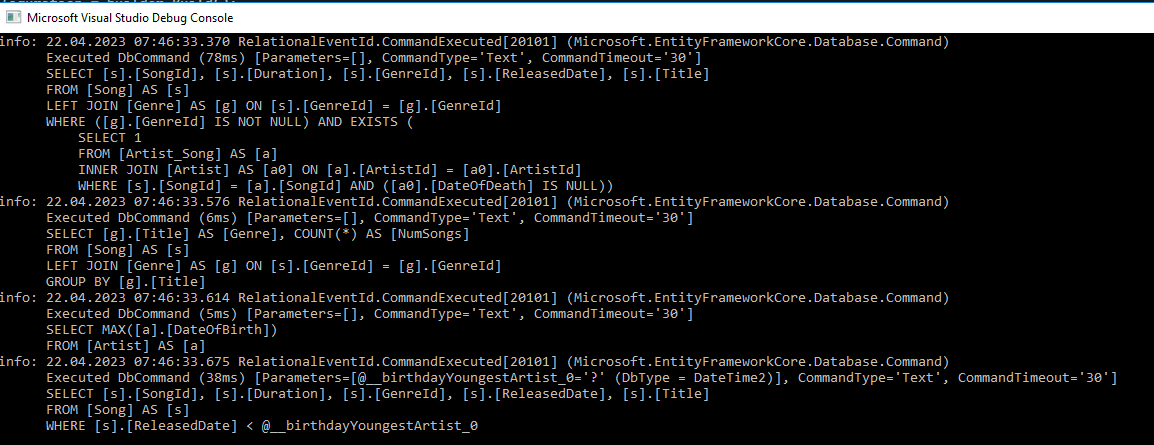 Microsoft Visual Studio Debug Console
info: 22.04.2023 07:46:33.370 RelationalEventId.CommandExecuted[20101] (Microsoft.EntityFrameworkCore.Database.Command)
Executed DbCommand (78ms) [Parameters=[], CommandType='Text', CommandTimeout='30']
SELECT [s].[SongId], [s].[Duration], [s].[GenreId], [s].[ReleasedDate], [s].[Title]
FROM [Song] AS [s]
LEFT JOIN [Genre] AS [g] ON [s].[GenreId] = [g].[GenreId]
WHERE ([g].[GenreId] IS NOT NULL) AND EXISTS (
SELECT 1
FROM [Artist_Song] AS [a]
INNER JOIN [Artist] AS [a0] ON [a].[ArtistId] = [a0].[ArtistId]
WHERE [s].[SongId] = [a].[SongId] AND ([a0].[DateOfDeath] IS NULL))
info: 22.04.2023 07:46:33.576 RelationalEventId.CommandExecuted[20101] (Microsoft.EntityFrameworkCore.Database.Command)
Executed DbCommand (6ms) [Parameters=[], CommandType='Text', CommandTimeout='30']
SELECT [g].[Title] AS [Genre], COUNT(*) AS [NumSongs]
FROM [Song] AS [s]
LEFT JOIN [Genre] AS [g] ON [s].[GenreId] = [g].[GenreId]
GROUP BY [g].[Title]
info: 22.04.2023 07:46:33.614 RelationalEventId.CommandExecuted[20101] (Microsoft.EntityFrameworkCore.Database.Command)
Executed DbCommand (5ms) [Parameters=[], CommandType='Text', CommandTimeout='30']
SELECT MAX([a].[DateOfBirth])
FROM [Artist] AS [a]
info: 22.04.2023 07:46:33.675 RelationalEventId.CommandExecuted[20101] (Microsoft.EntityFrameworkCore.Database.Command)
Executed DbCommand (38ms) [Parameters=[@__birthdayYoungestArtist_0='?' (DbType = DateTime2)], CommandType='Text', CommandTimeout='30']
SELECT [s].[SongId], [s].[Duration], [s].[GenreId], [s].[ReleasedDate], [s].[Title]
FROM [Song] AS [s]
WHERE [s].[ReleasedDate] < @__birthdayYoungestArtist_0